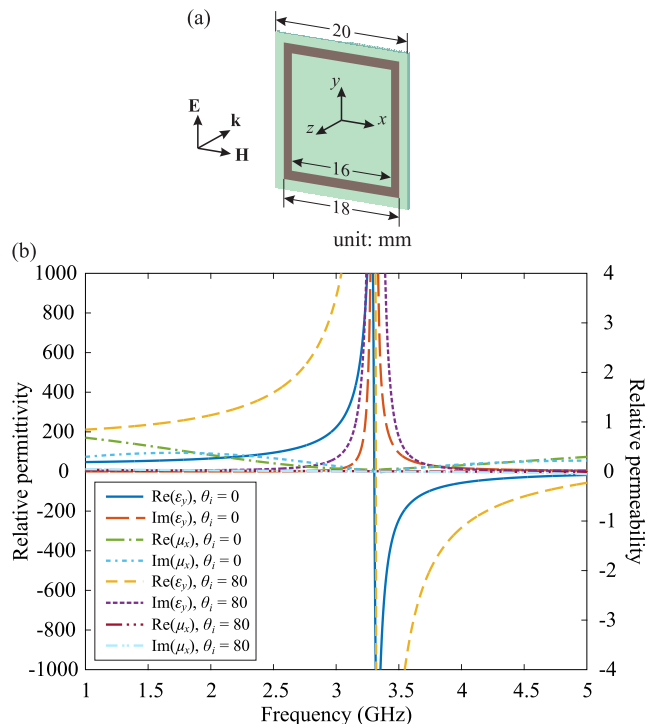 (a)
20
E
k
H
y
z
x
16
18
unit: mm
(b)
1000
800
600
400
200
0
-200
-400
-600
-800
-1000
4
3
2
1
0
-1
-2
-3
-4
Relative permittivity
Relative permeability
Re(εy), θi = 0
Im(εy), θi = 0
Re(μx), θi = 0
Im(μx), θi = 0
Re(εy), θi = 80
Im(εy), θi = 80
Re(μx), θi = 80
Im(μx), θi = 80
1 1.5 2 2.5 3 3.5 4 4.5 5
Frequency (GHz)